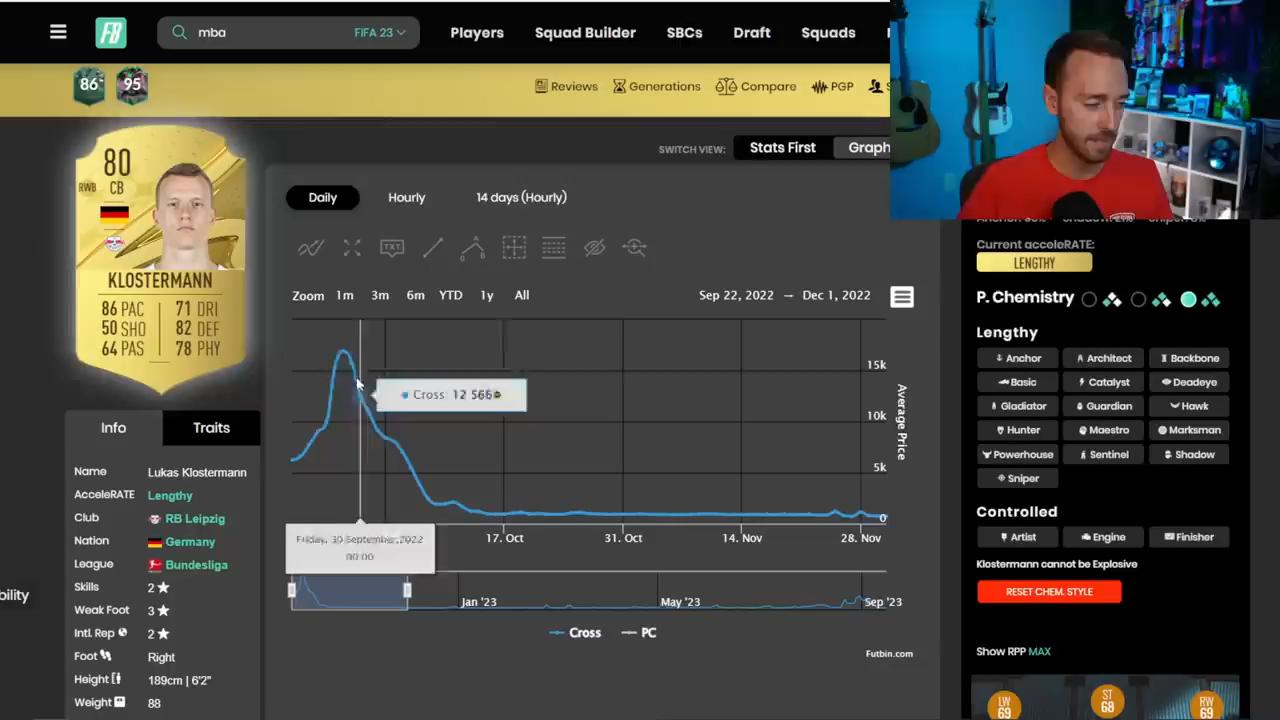 FB
mba
FIFA 23
Players
Squad Builder
SBCs
Draft
Squads
86
95
Reviews
Generations
Compare
PGP
SWITCH VIEW:
Stats First
Graph
80
CB
RWB
KLOSTERMANN
86 PAC
71 DRI
50 SHO
82 DEF
64 PAS
78 PHY
Info
Traits
Name
Lukas Klostermann
AcceleRATE
Lengthy
Club
RB Leipzig
Nation
Germany
League
Bundesliga
Skills
2
Weak Foot
3
Intl. Rep
2
Foot
Right
Height
189cm | 6'2"
Weight
88
bility
Daily
Hourly
14 days (Hourly)
TXT
Zoom
1m
3m
6m
YTD
1y
All
Sep 22, 2022
→
Dec 1, 2022
15k
10k
5k
0
Average Price
Cross 12 566
Friday, 30 September, 2022
00:00
17. Oct
31. Oct
14. Nov
28. Nov
Jan '23
May '23
Sep '23
Cross
PC
Futbin.com
Current acceleRATE:
LENGTHY
P. Chemistry
Lengthy
Anchor
Architect
Backbone
Basic
Catalyst
Deadeye
Gladiator
Guardian
Hawk
Hunter
Maestro
Marksman
Powerhouse
Sentinel
Shadow
Sniper
Controlled
Artist
Engine
Finisher
Klostermann cannot be Explosive
RESET CHEM. STYLE
Show RPP MAX
LW
69
ST
68
RW
69